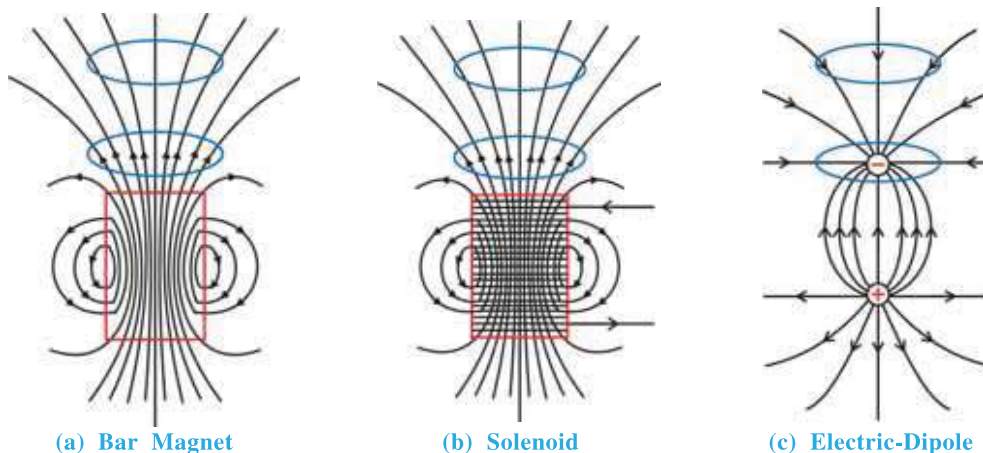 −
+
(a) Bar Magnet
(b) Solenoid
(c) Electric-Dipole